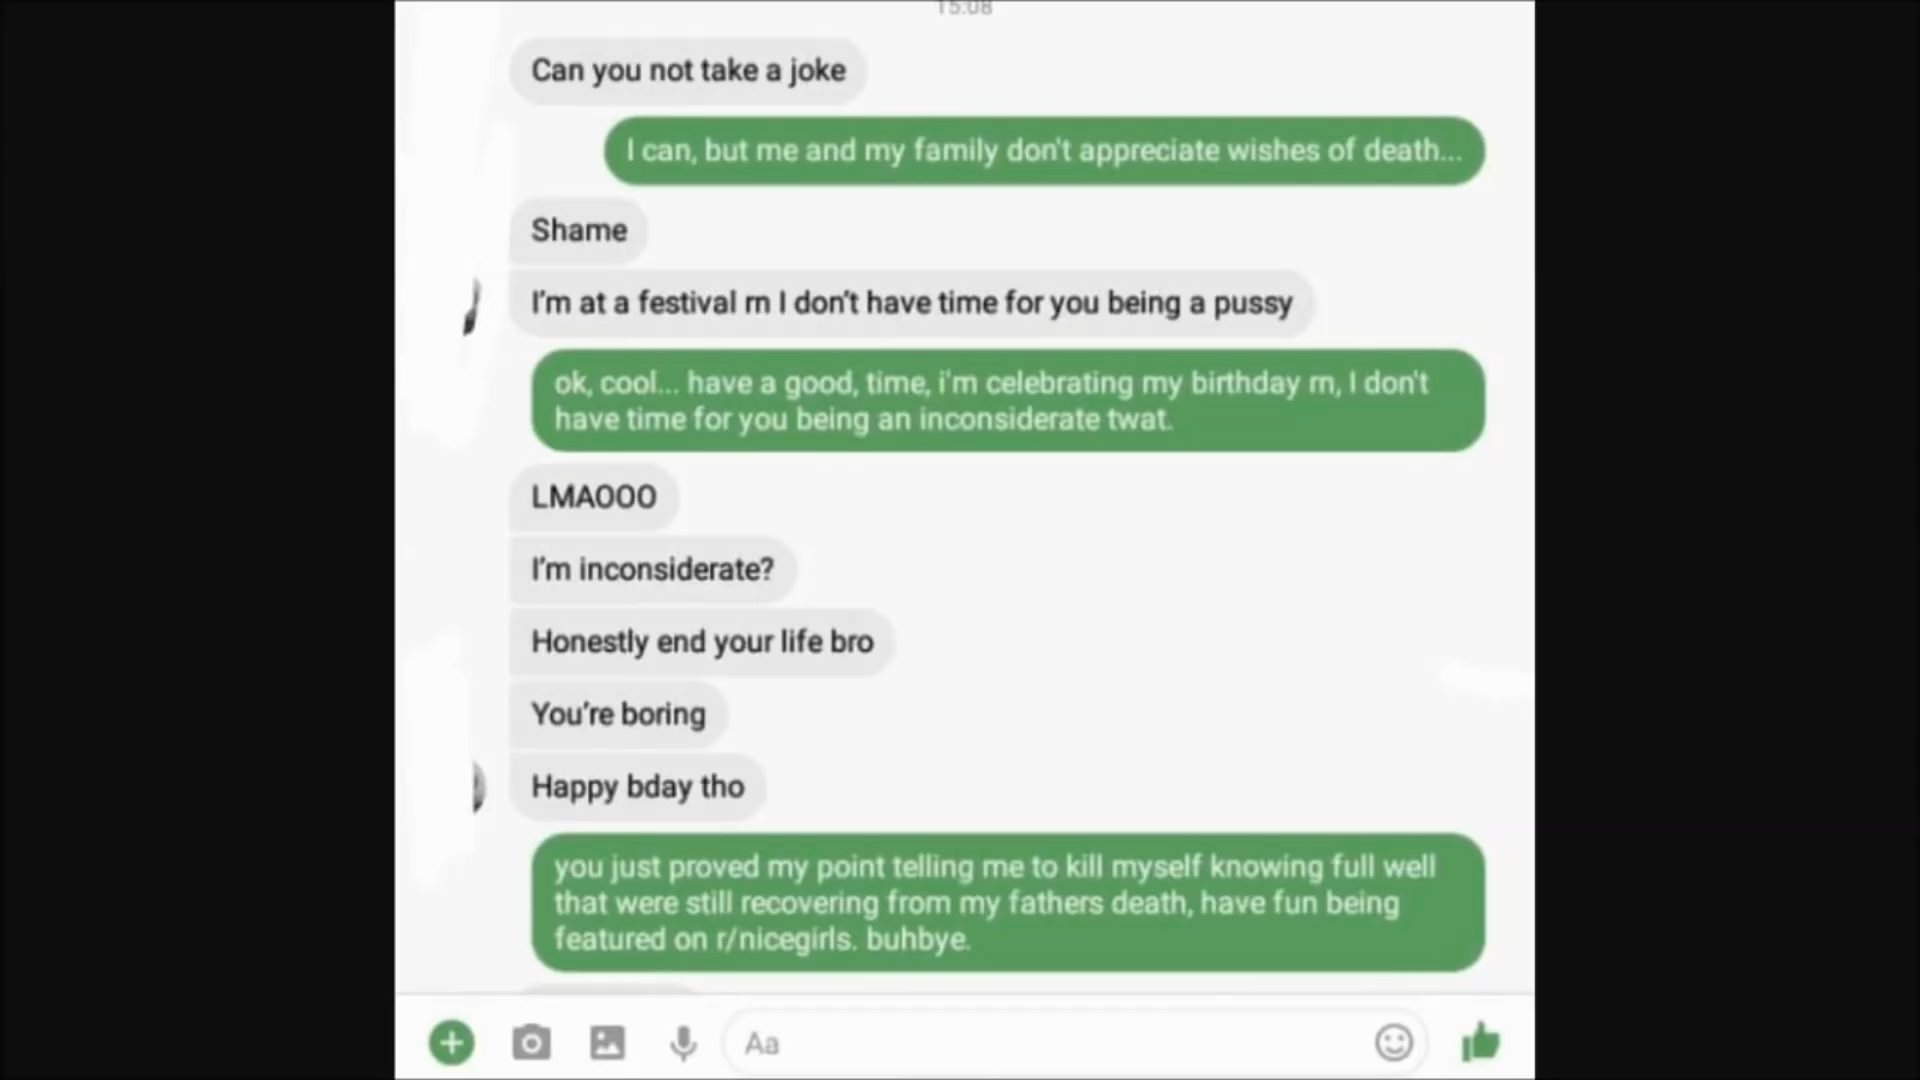 15:08
Can you not take a joke
I can, but me and my family don't appreciate wishes of death...
Shame
I'm at a festival rn I don't have time for you being a pussy
ok, cool... have a good, time, i'm celebrating my birthday rn, I don't
have time for you being an inconsiderate twat.
LMAOOO
I'm inconsiderate?
Honestly end your life bro
You're boring
Happy bday tho
you just proved my point telling me to kill myself knowing full well
that were still recovering from my fathers death, have fun being
featured on r/nicegirls. buhbye.
Aa